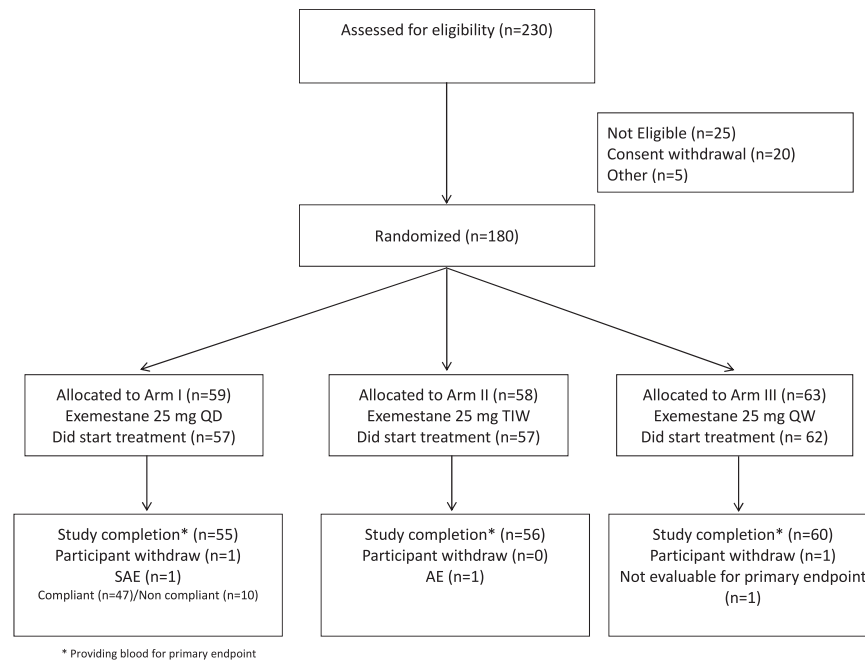 Assessed for eligibility (n=230)
Not Eligible (n=25)
Consent withdrawal (n=20)
Other (n=5)
Randomized (n=180)
Allocated to Arm I (n=59)
Exemestane 25 mg QD
Did start treatment (n=57)
Allocated to Arm II (n=58)
Exemestane 25 mg TIW
Did start treatment (n=57)
Allocated to Arm III (n=63)
Exemestane 25 mg QW
Did start treatment (n= 62)
Study completion* (n=55)
Participant withdraw (n=1)
SAE (n=1)
Compliant (n=47)/Non compliant (n=10)
Study completion* (n=56)
Participant withdraw (n=0)
AE (n=1)
Study completion* (n=60)
Participant withdraw (n=1)
Not evaluable for primary endpoint
(n=1)
* Providing blood for primary endpoint